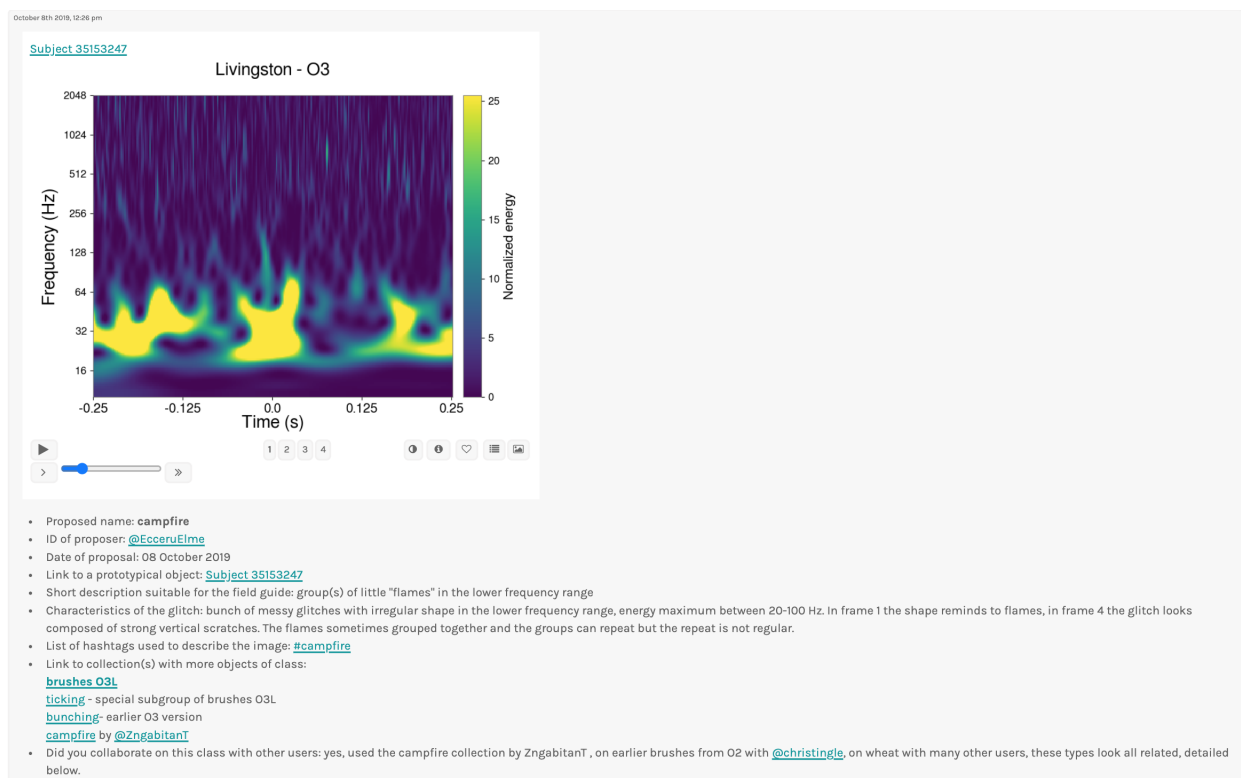 October 8th 2019, 12:26 pm
Subject 35153247
Livingston - O3
2048
1024
512
256
128
64
32
16
Frequency (Hz)
-0.25
-0.125
0.0
0.125
0.25
Time (s)
25
20
15
10
5
0
Normalized energy
1 2 3 4
• Proposed name: campfire
• ID of proposer: @EcceruElme
• Date of proposal: 08 October 2019
• Link to a prototypical object: Subject 35153247
• Short description suitable for the field guide: group(s) of little "flames" in the lower frequency range
• Characteristics of the glitch: bunch of messy glitches with irregular shape in the lower frequency range, energy maximum between 20-100 Hz. In frame 1 the shape reminds to flames, in frame 4 the glitch looks
composed of strong vertical scratches. The flames sometimes grouped together and the groups can repeat but the repeat is not regular.
• List of hashtags used to describe the image: #campfire
• Link to collection(s) with more objects of class:
brushes O3L
ticking - special subgroup of brushes O3L
bunching- earlier O3 version
campfire by @ZngabitanT
• Did you collaborate on this class with other users: yes, used the campfire collection by ZngabitanT , on earlier brushes from O2 with @christingle, on wheat with many other users, these types look all related, detailed
below.